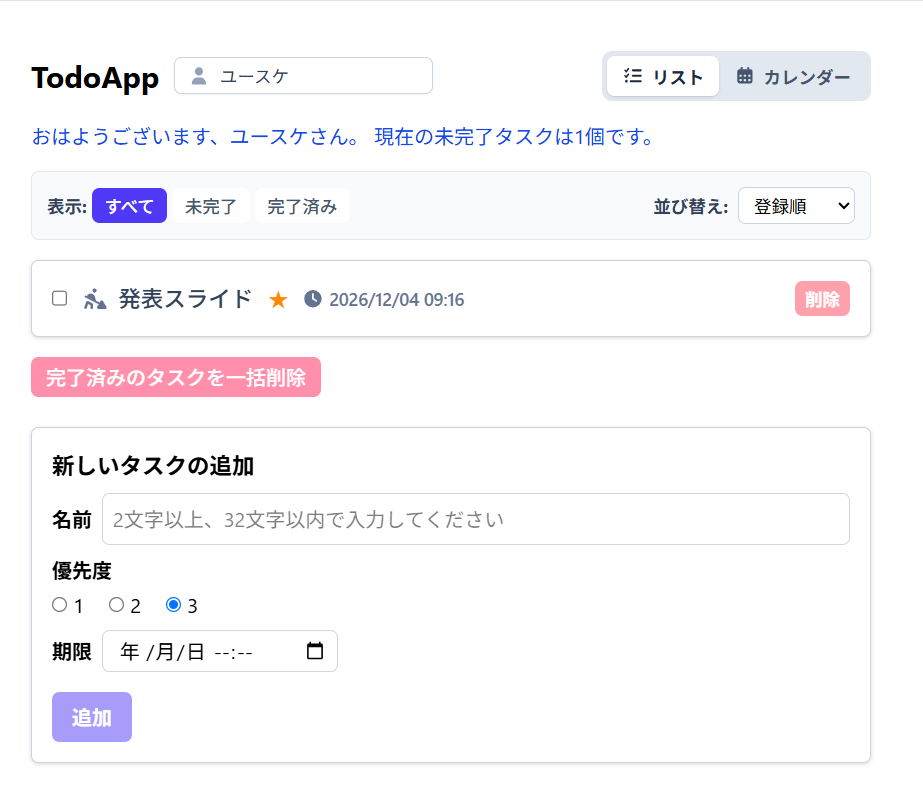 TodoApp ユースケ リスト カレンダー
おはようございます、ユースケさん。 現在の未完了タスクは1個です。
表示: すべて 未完了 完了済み 並び替え: 登録順
発表スライド ★ 2026/12/04 09:16 削除
完了済みのタスクを一括削除
新しいタスクの追加
名前 2文字以上、32文字以内で入力してください
優先度
1 2 3
期限 年 /月/日 --:--
追加